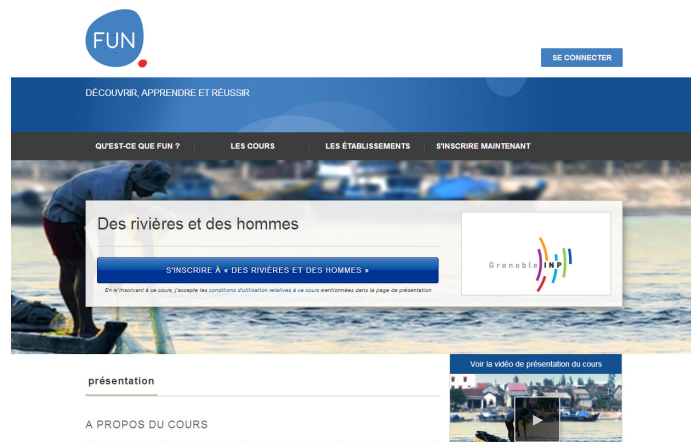 FUN
SE CONNECTER
DÉCOUVRIR, APPRENDRE ET RÉUSSIR
QU'EST-CE QUE FUN ?
LES COURS
LES ÉTABLISSEMENTS
S'INSCRIRE MAINTENANT
Des rivières et des hommes
S'INSCRIRE À « DES RIVIÈRES ET DES HOMMES »
En m'inscrivant à ce cours, j'accepte les conditions d'utilisation relatives à ce cours mentionnées dans la page de présentation
Grenoble INP
Voir la vidéo de présentation du cours
présentation
A PROPOS DU COURS